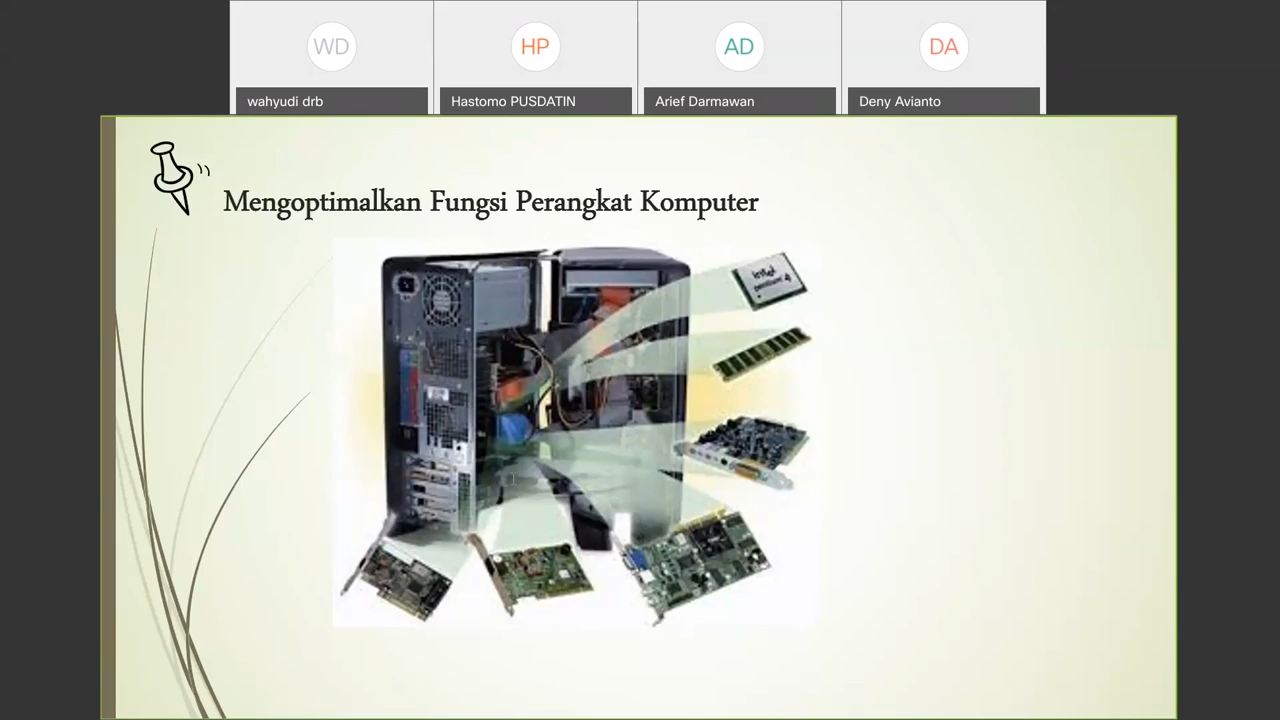 WD
HP
AD
DA
wahyudi drb
Hastomo PUSDATIN
Arief Darmawan
Deny Avianto
Mengoptimalkan Fungsi Perangkat Komputer
intel
pentium 4